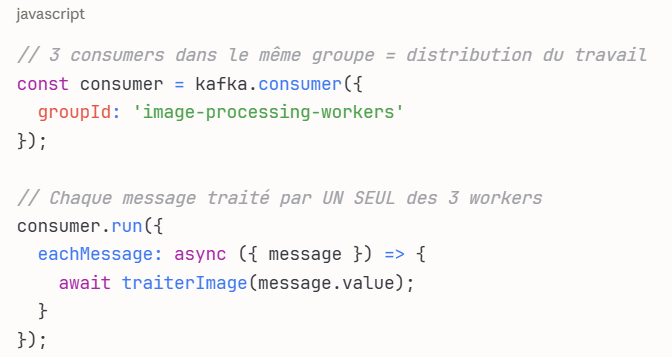 javascript
// 3 consumers dans le même groupe = distribution du travail
const consumer = kafka.consumer({
  groupId: 'image-processing-workers'
});
// Chaque message traité par UN SEUL des 3 workers
consumer.run({
  eachMessage: async ({ message }) => {
    await traiterImage(message.value);
  }
});